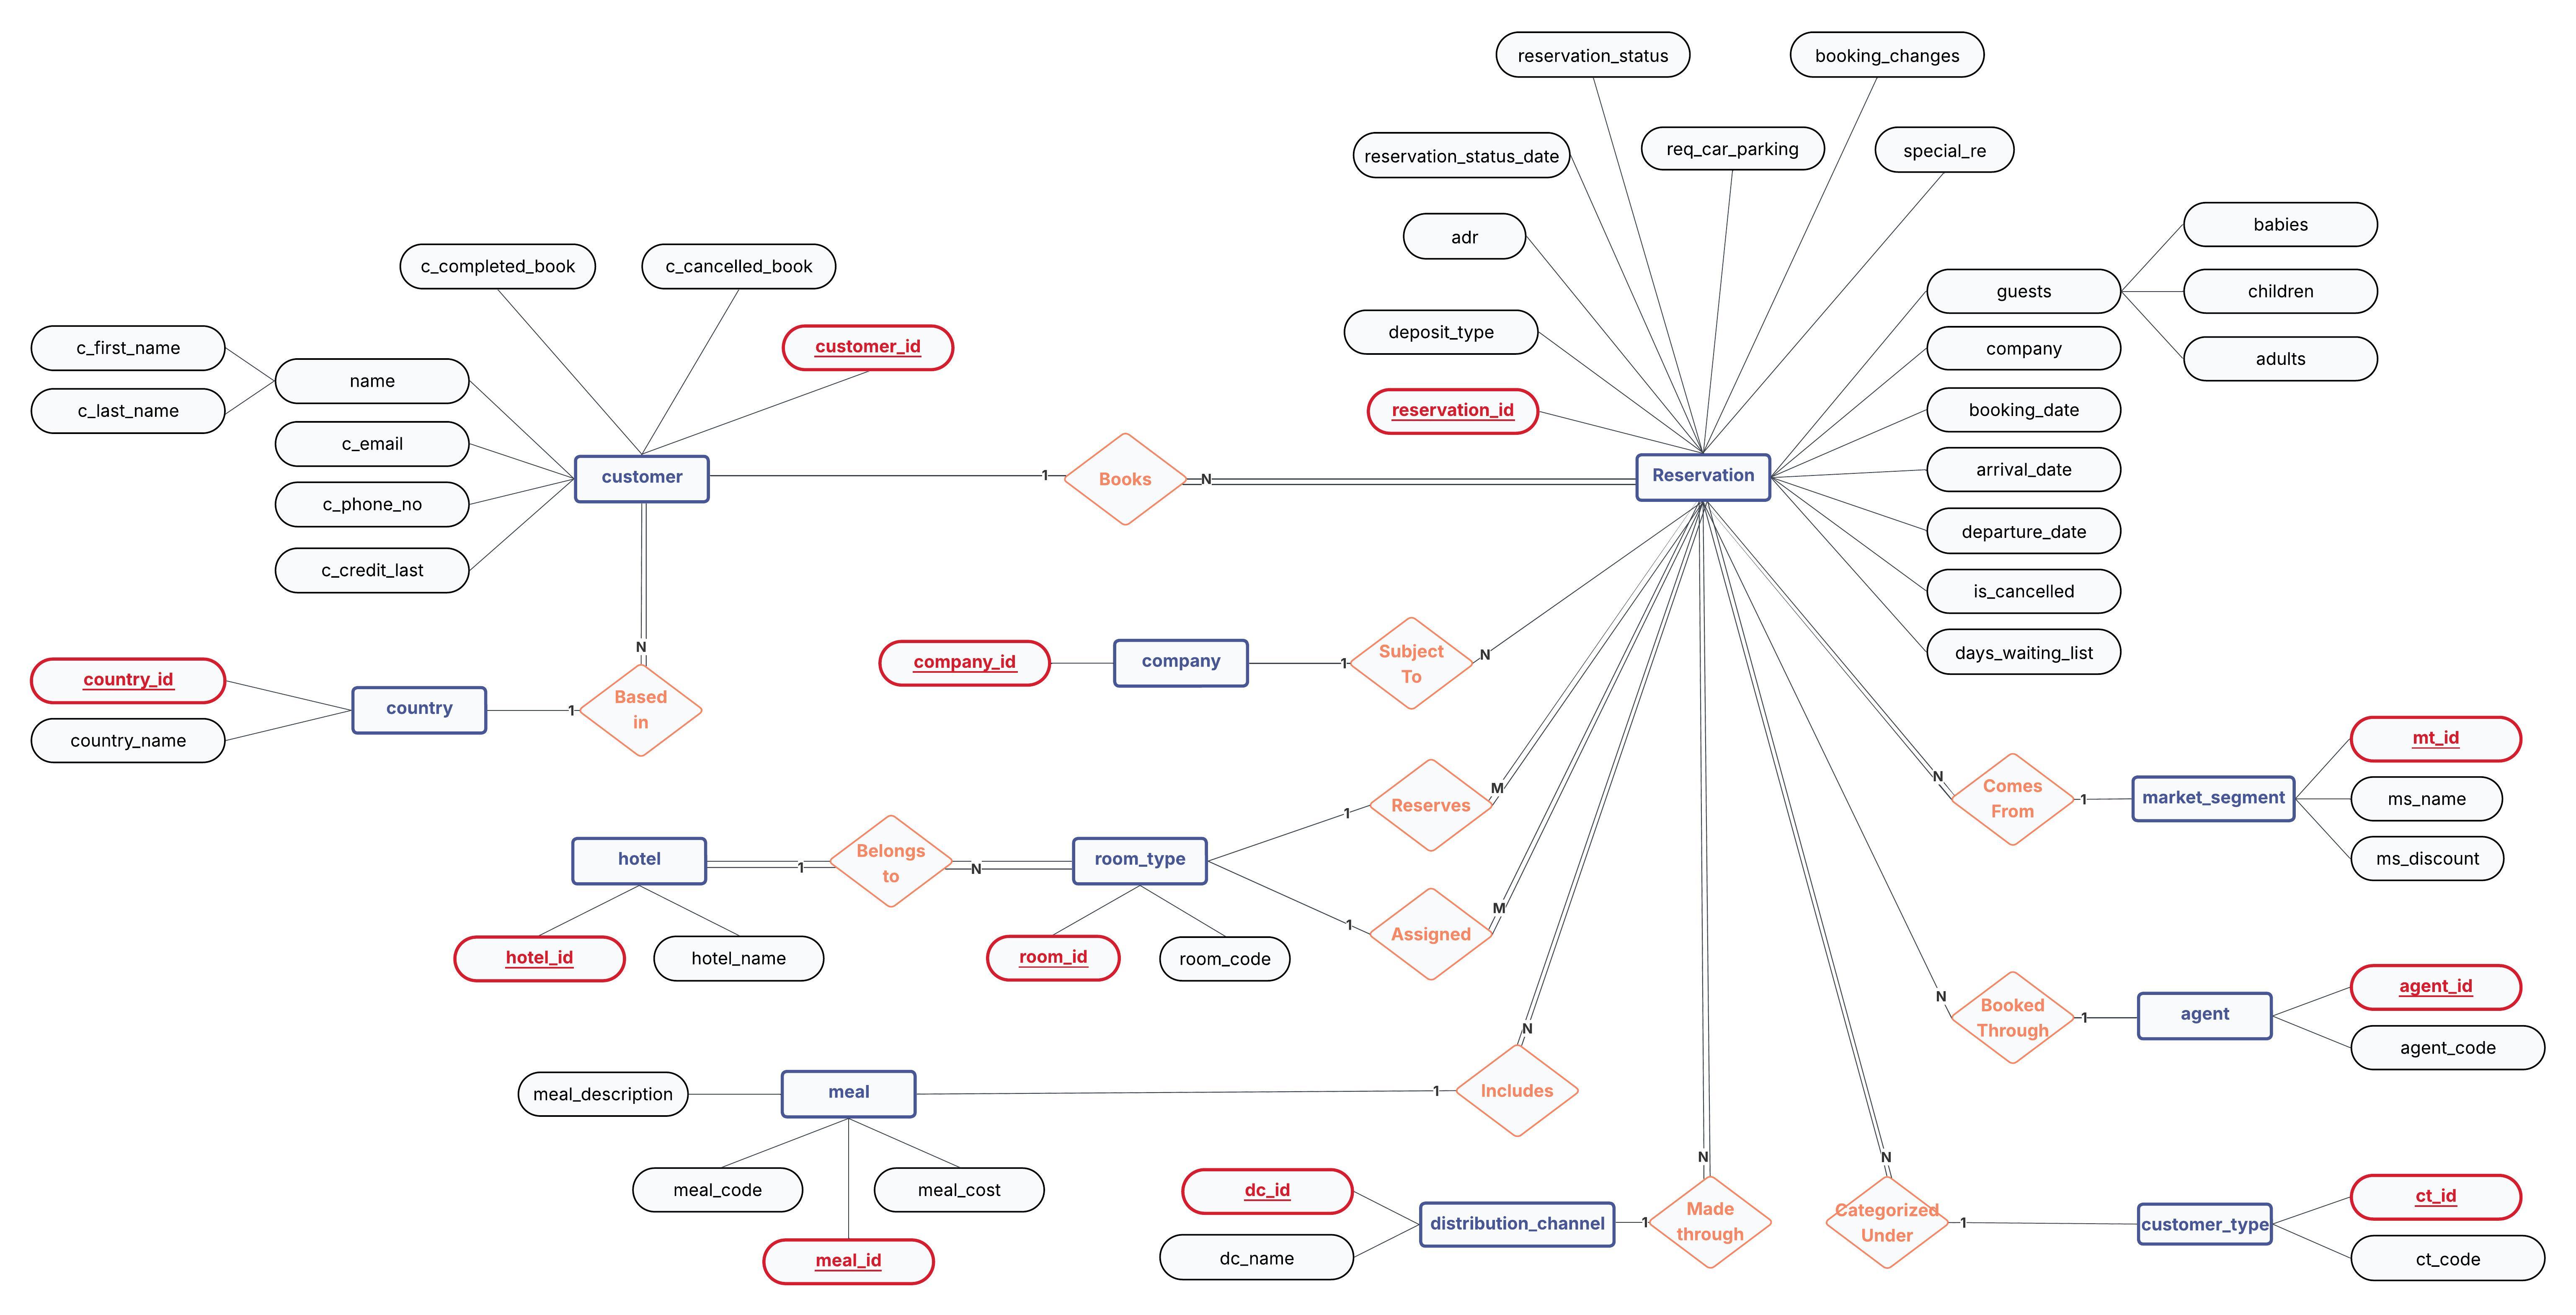 reservation_status
booking_changes
reservation_status_date
req_car_parking
special_re
adr
babies
c_completed_book
c_cancelled_book
guests
children
c_first_name
customer_id
deposit_type
company
adults
name
c_last_name
reservation_id
booking_date
c_email
customer
1
Books
N
Reservation
arrival_date
c_phone_no
departure_date
c_credit_last
is_cancelled
N
company_id
company
1
Subject
To
N
days_waiting_list
country_id
country
1
Based
in
country_name
mt_id
M
N
Comes
From
1
market_segment
ms_name
1
Reserves
hotel
1
Belongs
to
N
room_type
ms_discount
M
1
Assigned
hotel_id
hotel_name
room_id
room_code
agent_id
N
Booked
Through
1
agent
N
agent_code
meal_description
meal
1
Includes
N
N
meal_code
meal_cost
dc_id
ct_id
distribution_channel
1
Made
through
Categorized
Under
1
customer_type
meal_id
dc_name
ct_code